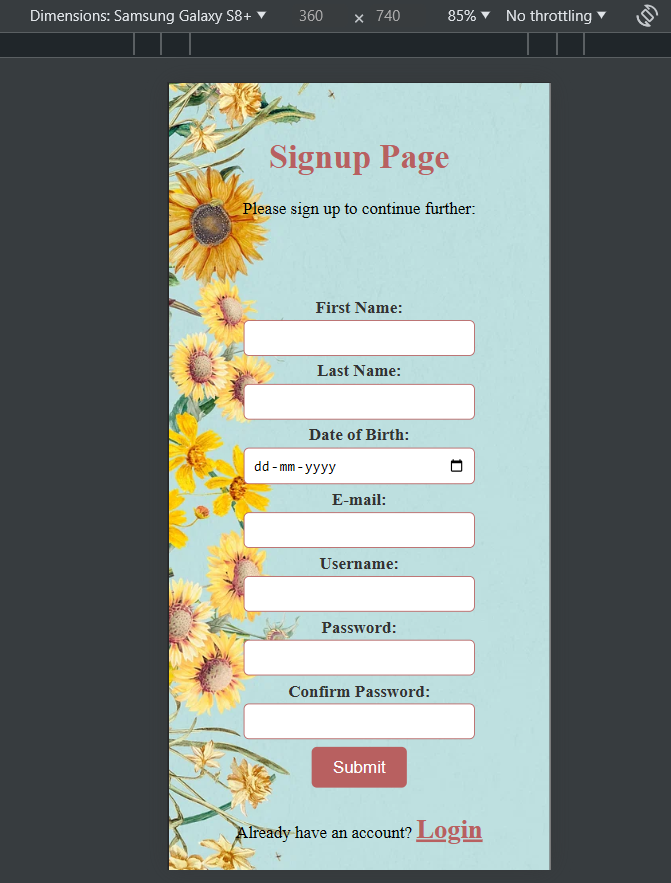 Dimensions: Samsung Galaxy S8+ ▼ 360 × 740 85% ▼ No throttling ▼
Signup Page
Please sign up to continue further:
First Name:
Last Name:
Date of Birth:
dd-mm-yyyy
E-mail:
Username:
Password:
Confirm Password:
Submit
Already have an account? Login